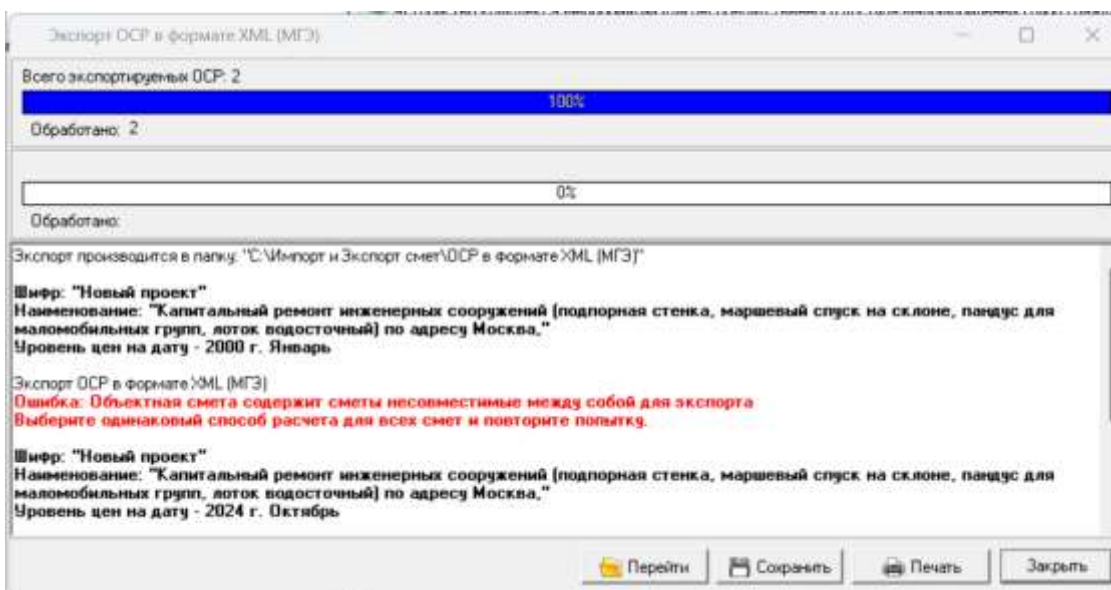 Экспорт ОСР в формате XML (МГЭ)
Всего экспортируемых ОСР: 2
100%
Обработано: 2
0%
Обработано:
Экспорт производится в папку: "C:\Импорт и Экспорт смет\ОСР в формате XML (МГЭ)"
Шифр: "Новый проект"
Наименование: "Капитальный ремонт инженерных сооружений (подпорная стенка, маршевый спуск на склоне, пандус для
маломобильных групп, лоток водосточный) по адресу Москва,"
Уровень цен на дату - 2000 г. Январь
Экспорт ОСР в формате XML (МГЭ)
Ошибка: Объектная смета содержит сметы несовместимые между собой для экспорта
Выберите одинаковый способ расчета для всех смет и повторите попытку.
Шифр: "Новый проект"
Наименование: "Капитальный ремонт инженерных сооружений (подпорная стенка, маршевый спуск на склоне, пандус для
маломобильных групп, лоток водосточный) по адресу Москва,"
Уровень цен на дату - 2024 г. Октябрь
Перейти
Сохранить
Печать
Закрыть